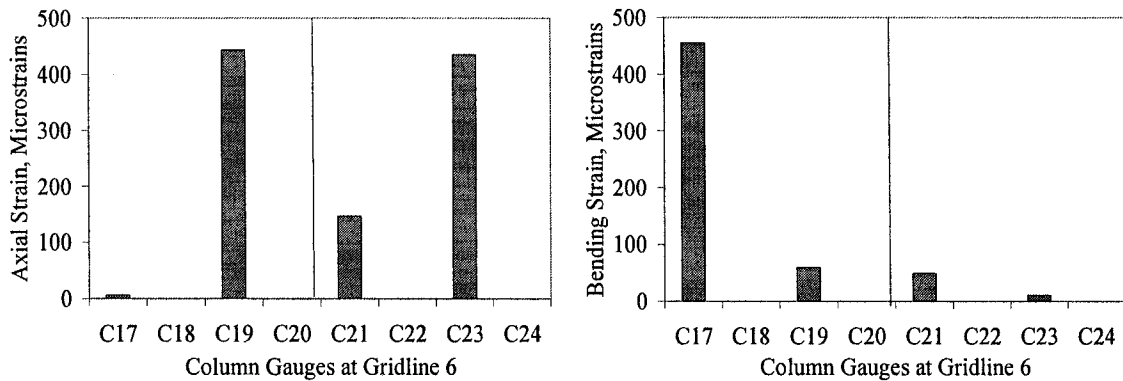 Axial Strain, Microstrains
500
400
300
200
100
0
C17 C18 C19 C20 C21 C22 C23 C24
Column Gauges at Gridline 6
Bending Strain, Microstrains
500
400
300
200
100
0
C17 C18 C19 C20 C21 C22 C23 C24
Column Gauges at Gridline 6